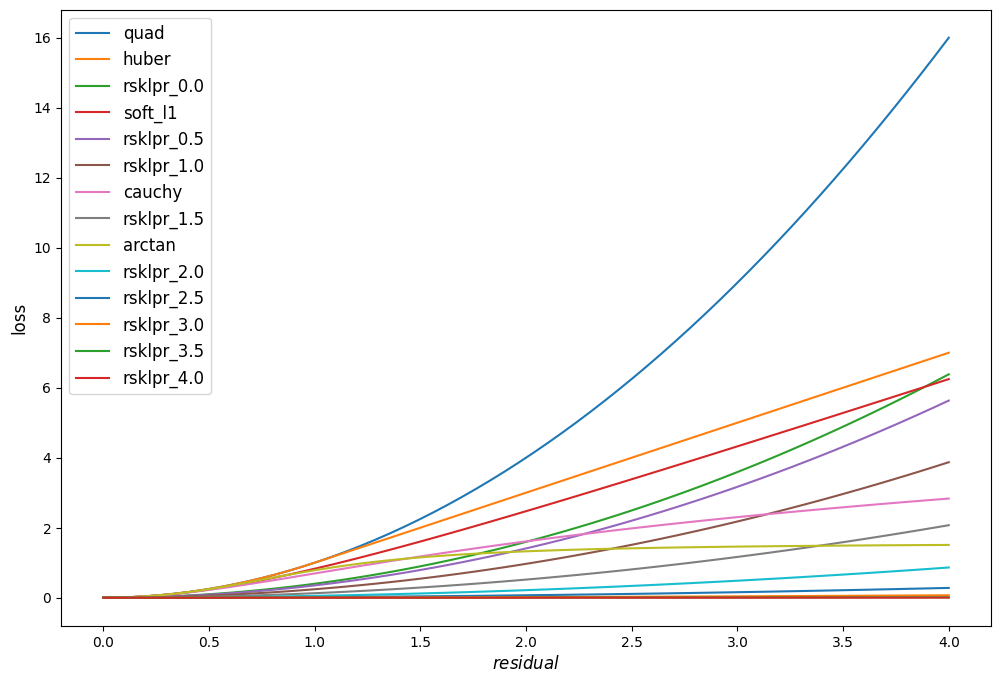 16
14
12
10
8
6
4
2
0
loss
quad
huber
rsklpr_0.0
soft_l1
rsklpr_0.5
rsklpr_1.0
cauchy
rsklpr_1.5
arctan
rsklpr_2.0
rsklpr_2.5
rsklpr_3.0
rsklpr_3.5
rsklpr_4.0
0.0 0.5 1.0 1.5 2.0 2.5 3.0 3.5 4.0
residual